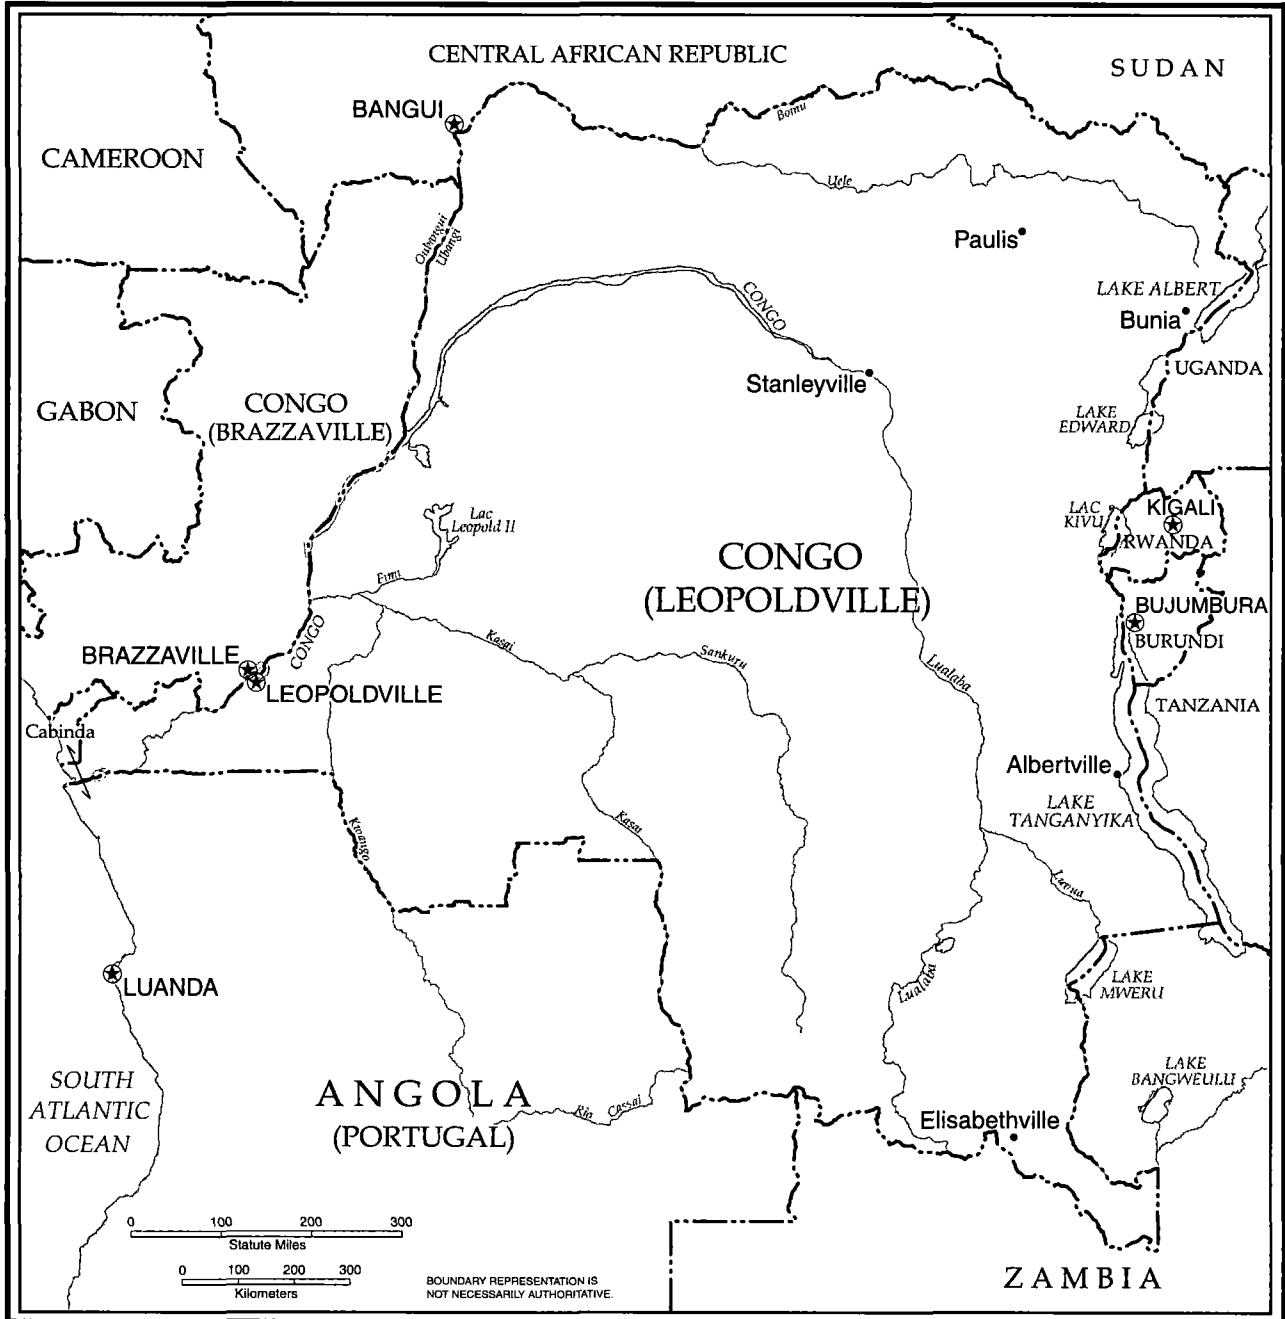 CENTRAL AFRICAN REPUBLIC
SUDAN
BANGUI
Bomu
CAMEROON
Uele
Oubangui
Ubangi
Paulis
LAKE ALBERT
CONGO
Bunia
UGANDA
Stanleyville
GABON
CONGO
(BRAZZAVILLE)
LAKE
EDWARD
LAC
KIVU
KIGALI
RWANDA
Lac
Leopold II
CONGO
(LEOPOLDVILLE)
Fimi
BUJUMBURA
BURUNDI
CONGO
Kasai
Sankuru
BRAZZAVILLE
LEOPOLDVILLE
Lualaba
TANZANIA
Cabinda
Albertville
LAKE
TANGANYIKA
Kwango
Kasai
Luvua
LUANDA
Lualaba
LAKE
MWERU
SOUTH
ATLANTIC
OCEAN
ANGOLA
(PORTUGAL)
Rio Cassai
LAKE
BANGWEULU
Elisabethville
0 100 200 300
Statute Miles
0 100 200 300
Kilometers
BOUNDARY REPRESENTATION IS
NOT NECESSARILY AUTHORITATIVE.
ZAMBIA